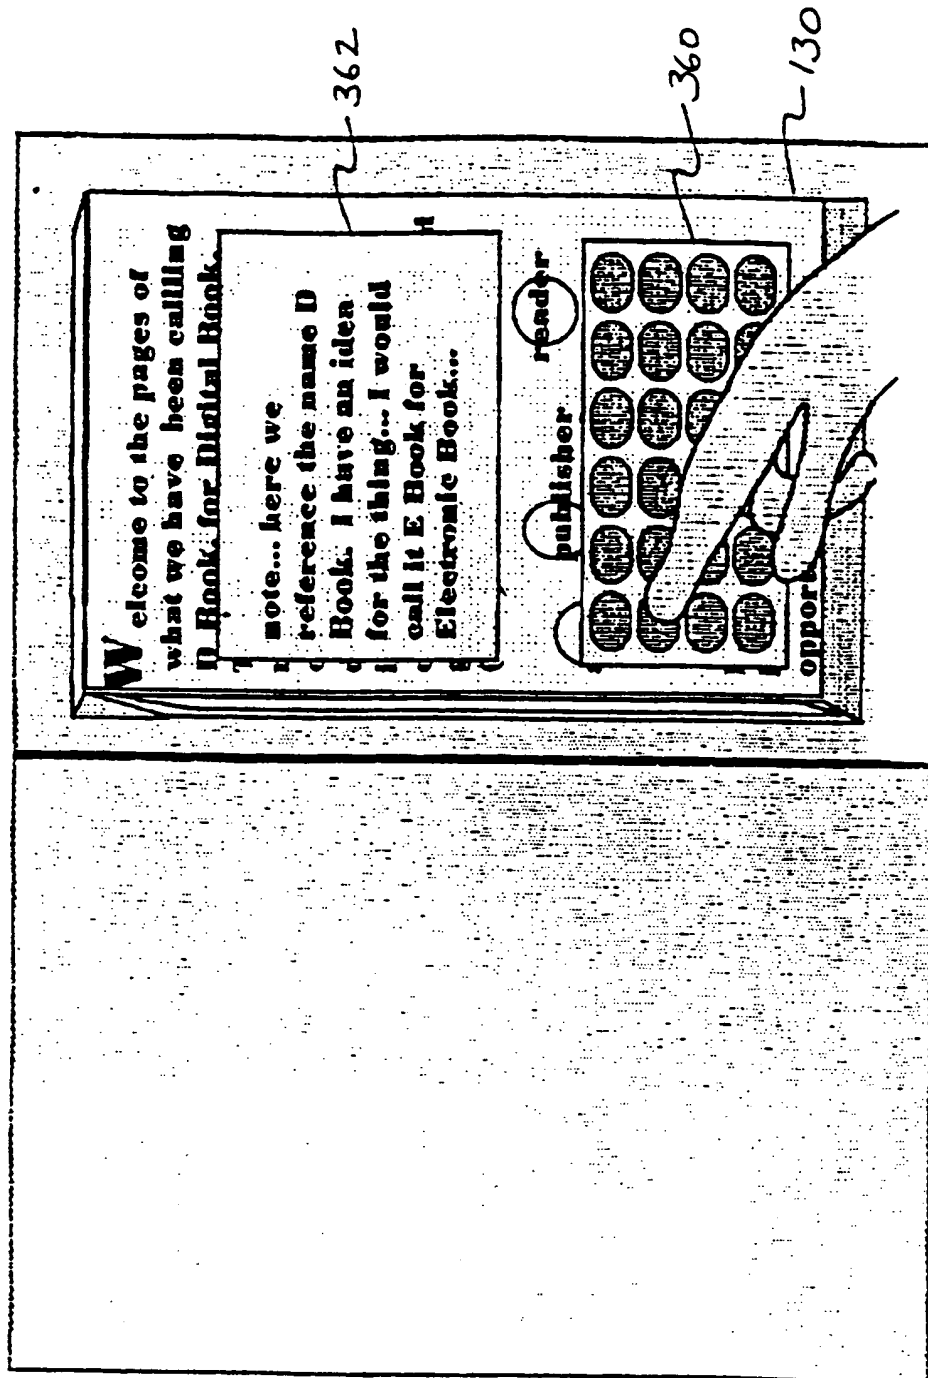 Welcome to the pages of
what we have been calling
D Book, for Digital Book.
note... here we
reference the name D
Book. I have an idea
for the thing... I would
call it E Book for
Electronic Book...
publisher reader
opport
362
360
130